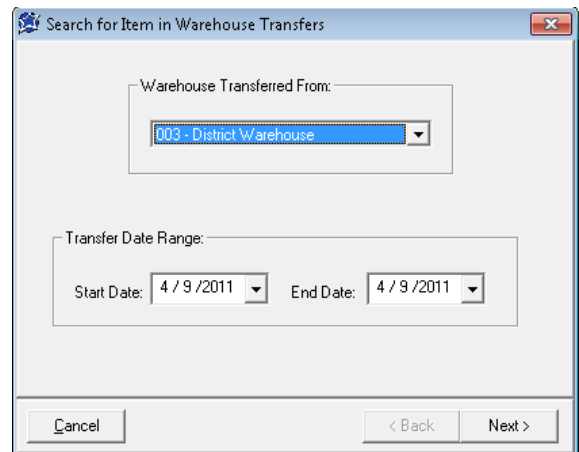 Search for Item in Warehouse Transfers
Warehouse Transferred From:
003 - District Warehouse
Transfer Date Range:
Start Date: 4 / 9 /2011 End Date: 4 / 9 /2011
Cancel < Back Next >